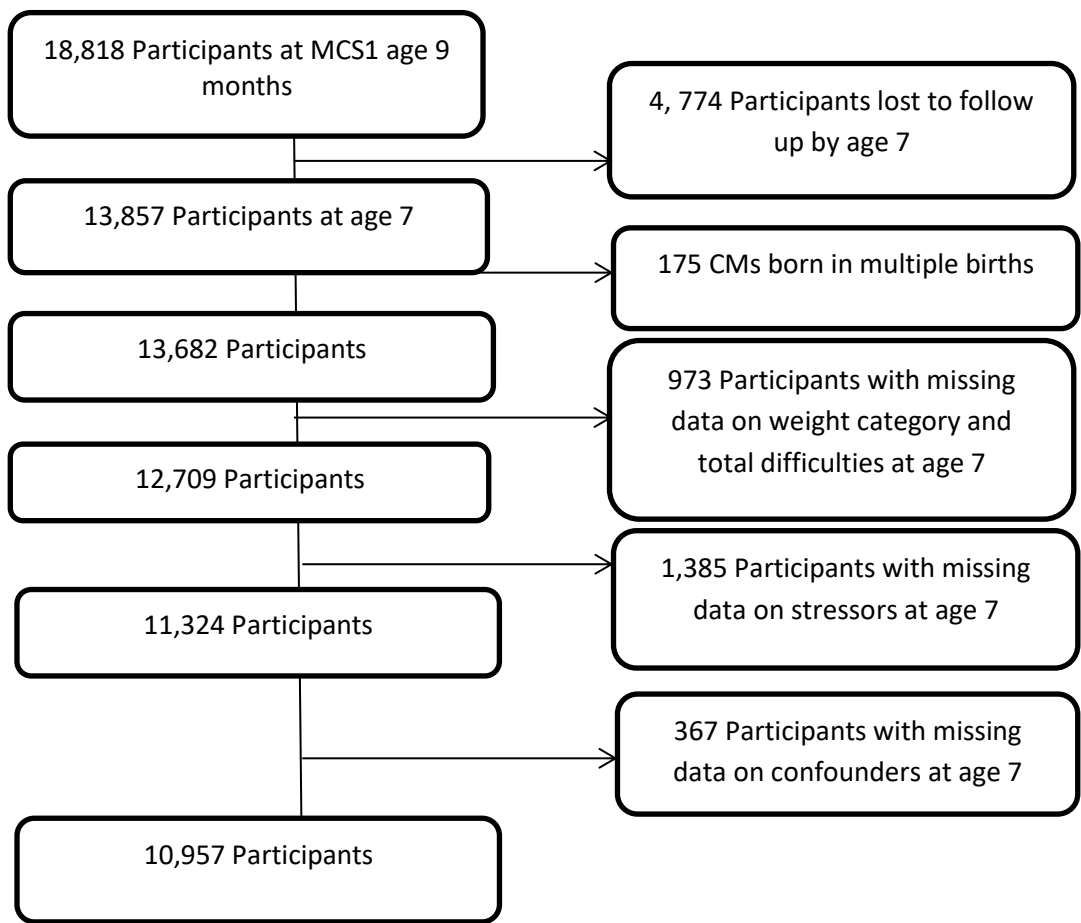 18,818 Participants at MCS1 age 9
months
4, 774 Participants lost to follow
up by age 7
13,857 Participants at age 7
175 CMs born in multiple births
13,682 Participants
973 Participants with missing
data on weight category and
total difficulties at age 7
12,709 Participants
1,385 Participants with missing
data on stressors at age 7
11,324 Participants
367 Participants with missing
data on confounders at age 7
10,957 Participants